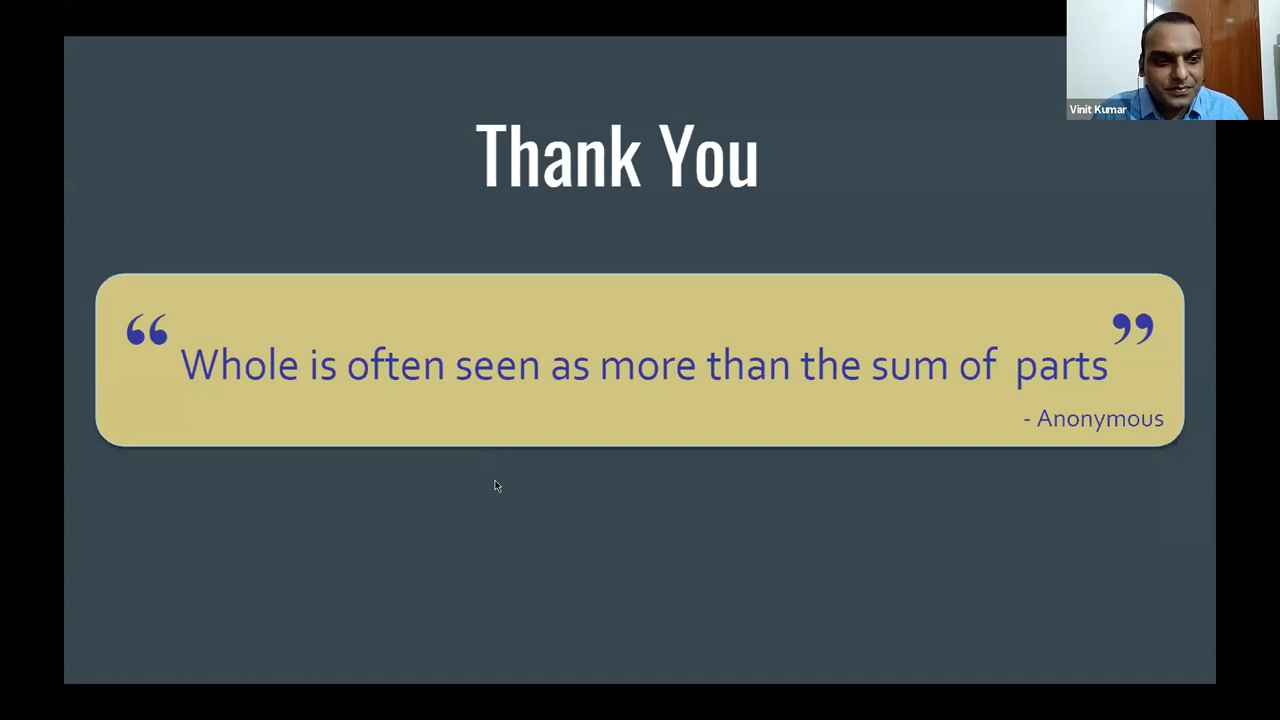 Vinit Kumar
Thank You
“ Whole is often seen as more than the sum of parts ”
- Anonymous